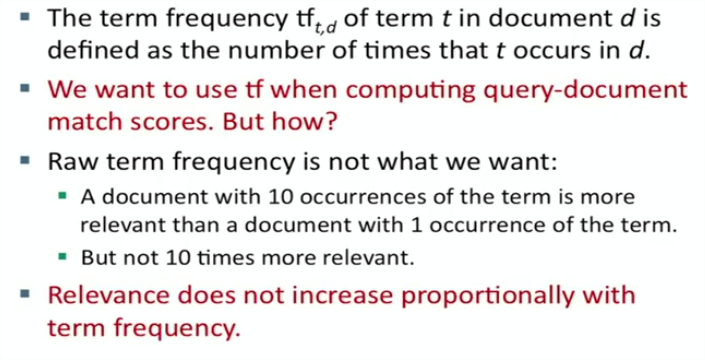 The term frequency tf_{t,d} of term t in document d is
defined as the number of times that t occurs in d.
We want to use tf when computing query-document
match scores. But how?
Raw term frequency is not what we want:
A document with 10 occurrences of the term is more
relevant than a document with 1 occurrence of the term.
But not 10 times more relevant.
Relevance does not increase proportionally with
term frequency.